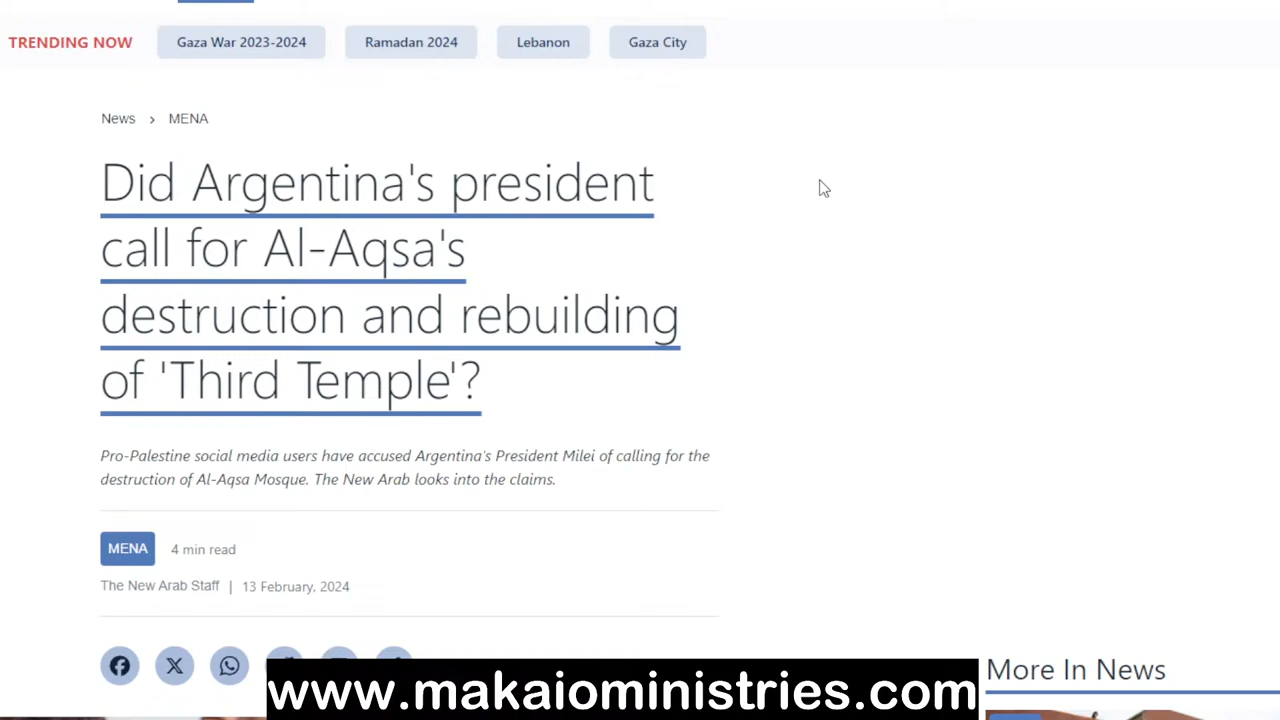 TRENDING NOW
Gaza War 2023-2024
Ramadan 2024
Lebanon
Gaza City
News > MENA
Did Argentina's president
call for Al-Aqsa's
destruction and rebuilding
of 'Third Temple'?
Pro-Palestine social media users have accused Argentina's President Milei of calling for the
destruction of Al-Aqsa Mosque. The New Arab looks into the claims.
MENA
4 min read
The New Arab Staff | 13 February, 2024
www.makaioministries.com
More In News